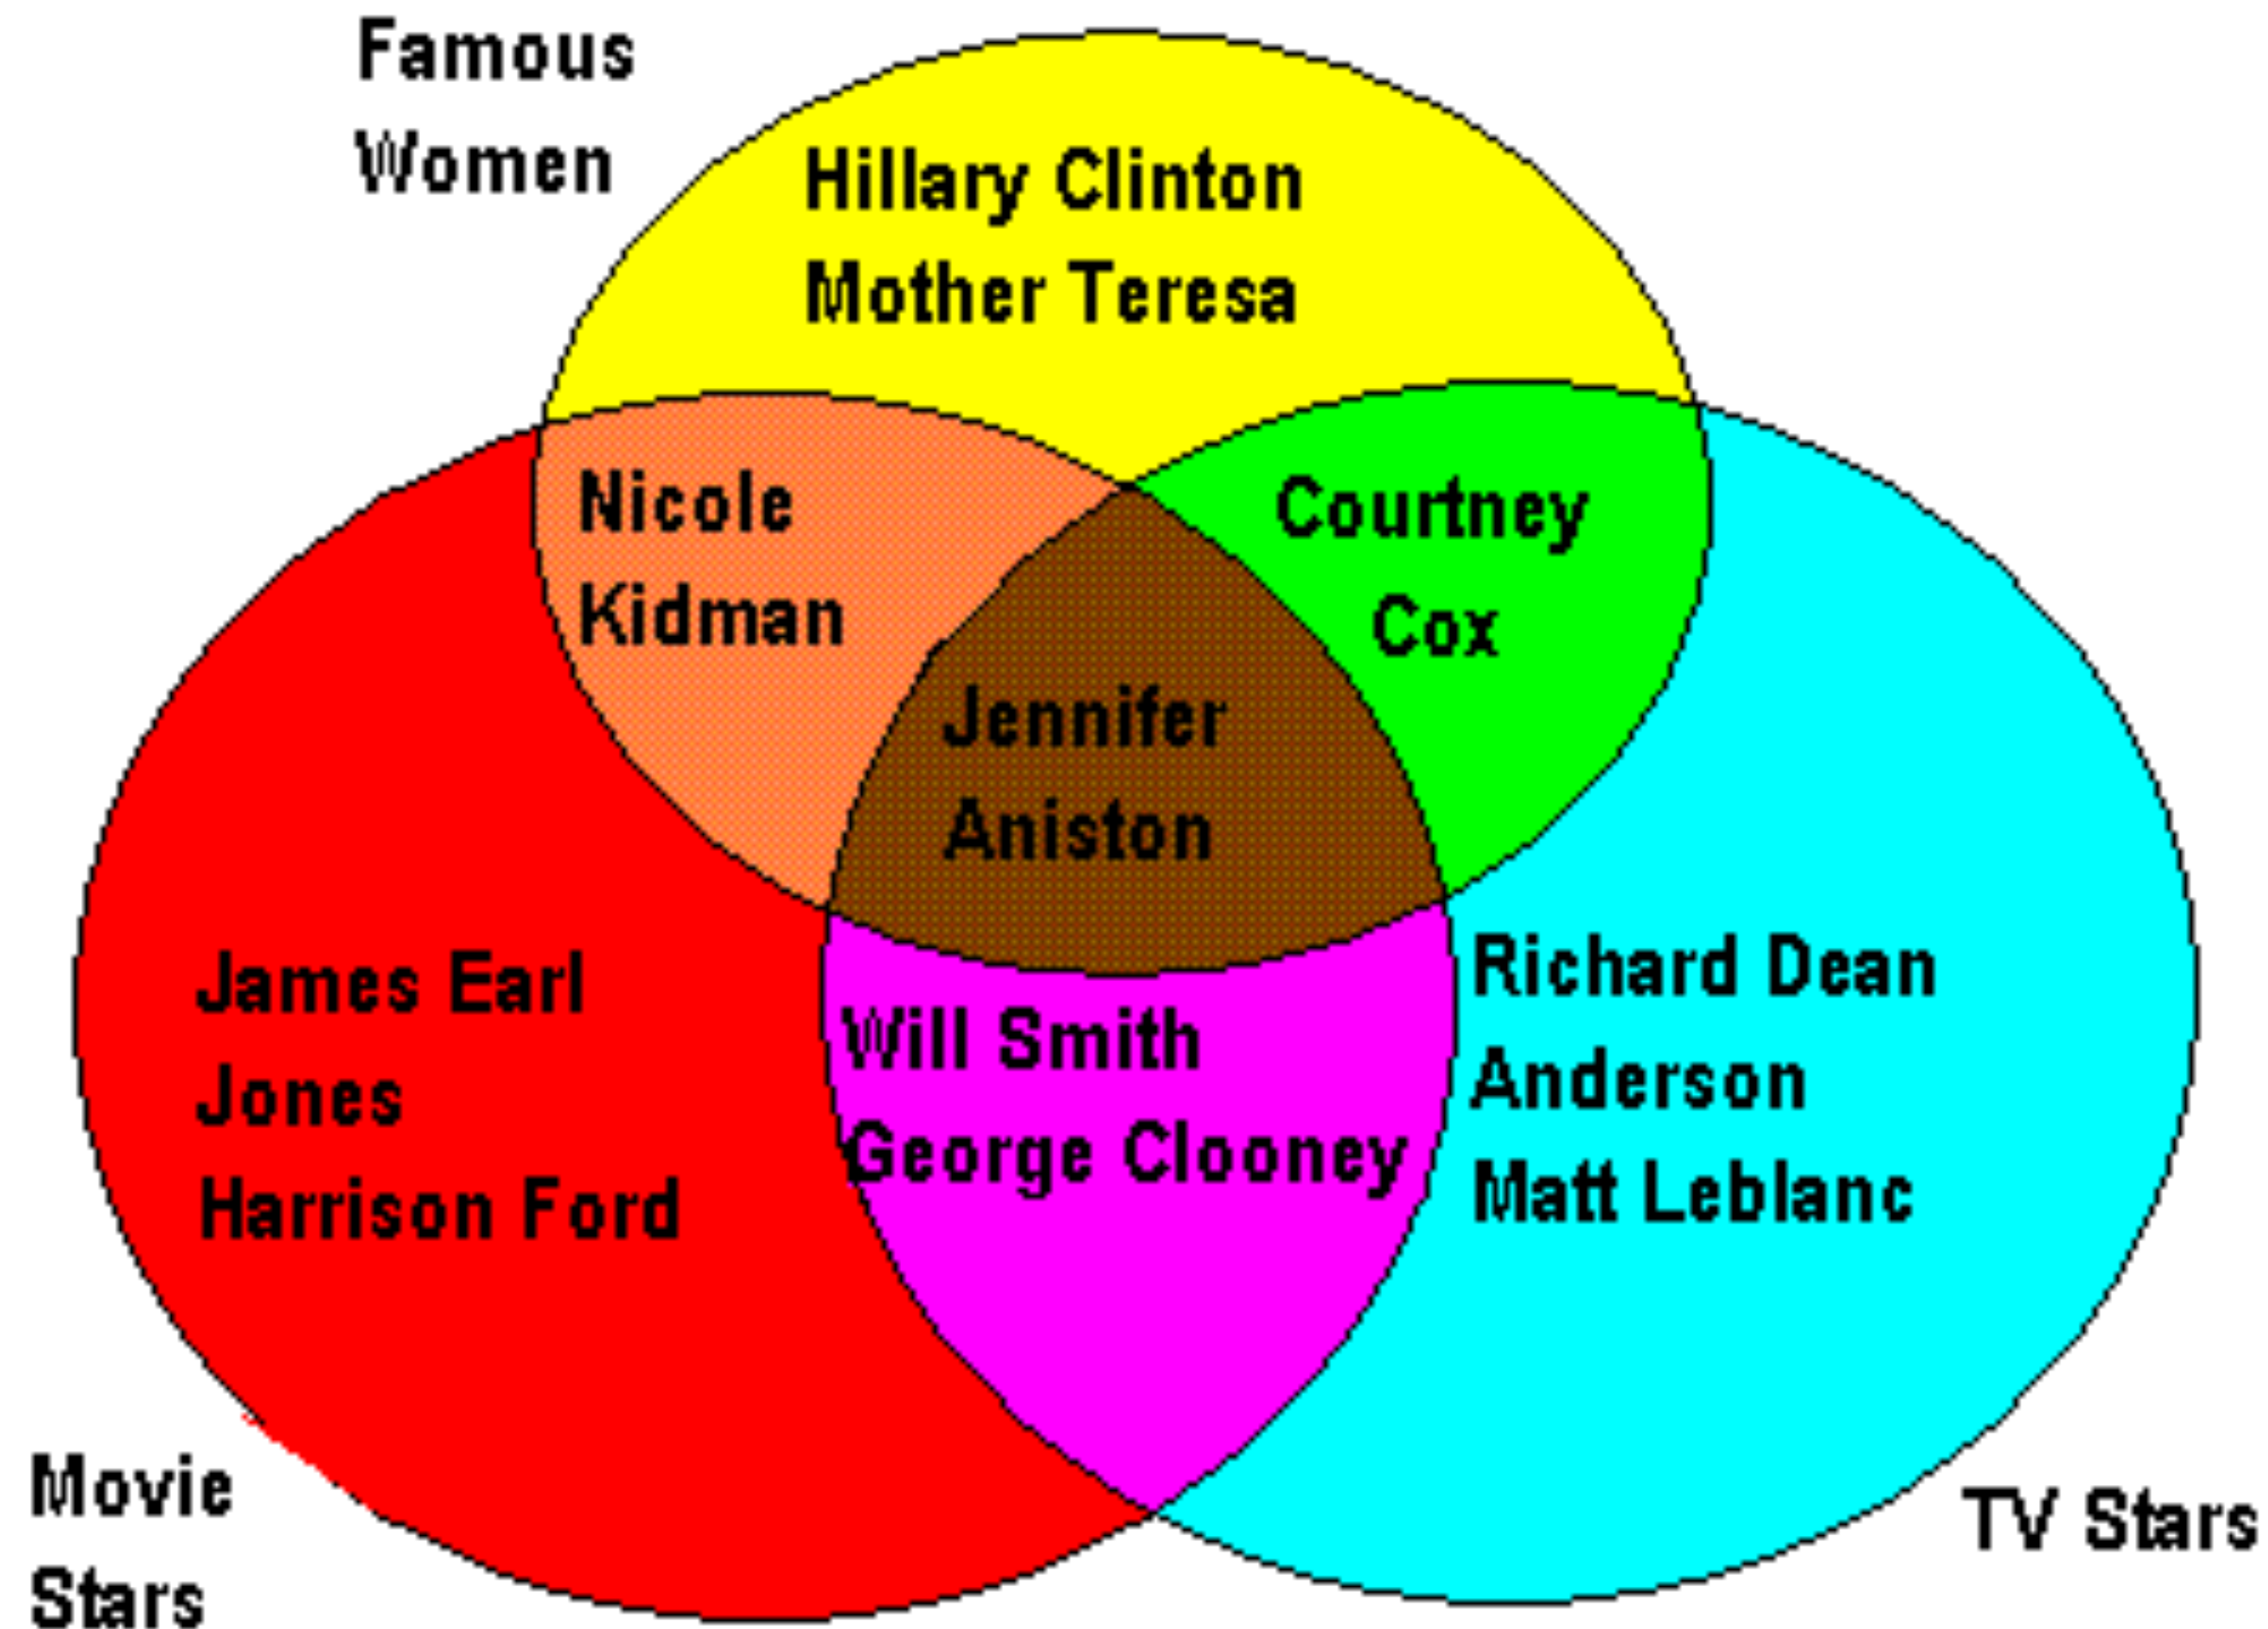 Famous
Women
Hillary Clinton
Mother Teresa
Nicole
Kidman
Courtney
Cox
Jennifer
Aniston
James Earl
Jones
Harrison Ford
Will Smith
George Clooney
Richard Dean
Anderson
Matt Leblanc
Movie
Stars
TV Stars